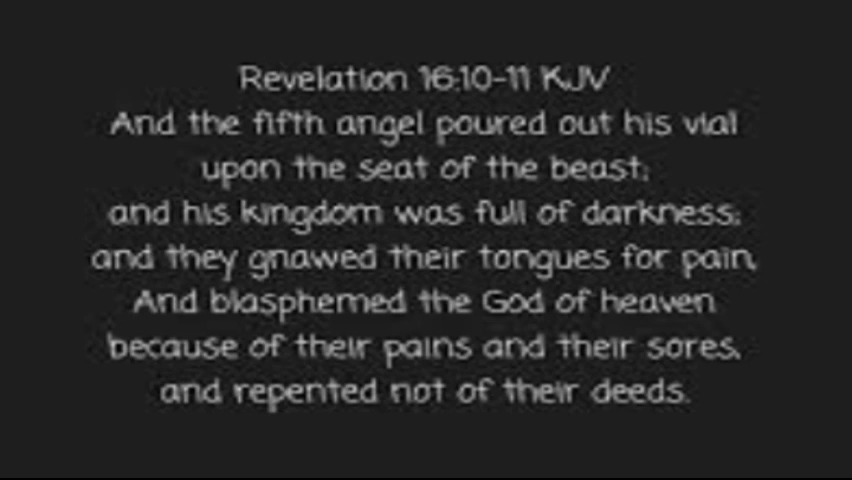 Revelation 16:10-11 KJV
And the fifth angel poured out his vial
upon the seat of the beast;
and his kingdom was full of darkness;
and they gnawed their tongues for pain,
And blasphemed the God of heaven
because of their pains and their sores,
and repented not of their deeds.